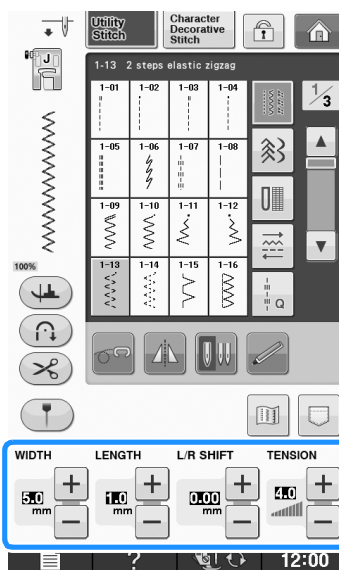 Utility
Stitch
Character
Decorative
Stitch
J
1-13 2 steps elastic zigzag
1/3
1-01 1-02 1-03 1-04
1-05 1-06 1-07 1-08
1-09 1-10 1-11 1-12
1-13 1-14 1-15 1-16
Q
100%
WIDTH LENGTH L/R SHIFT TENSION
5.0 mm + − 1.0 mm + − 0.00 mm + − 4.0 + −
? 12:00